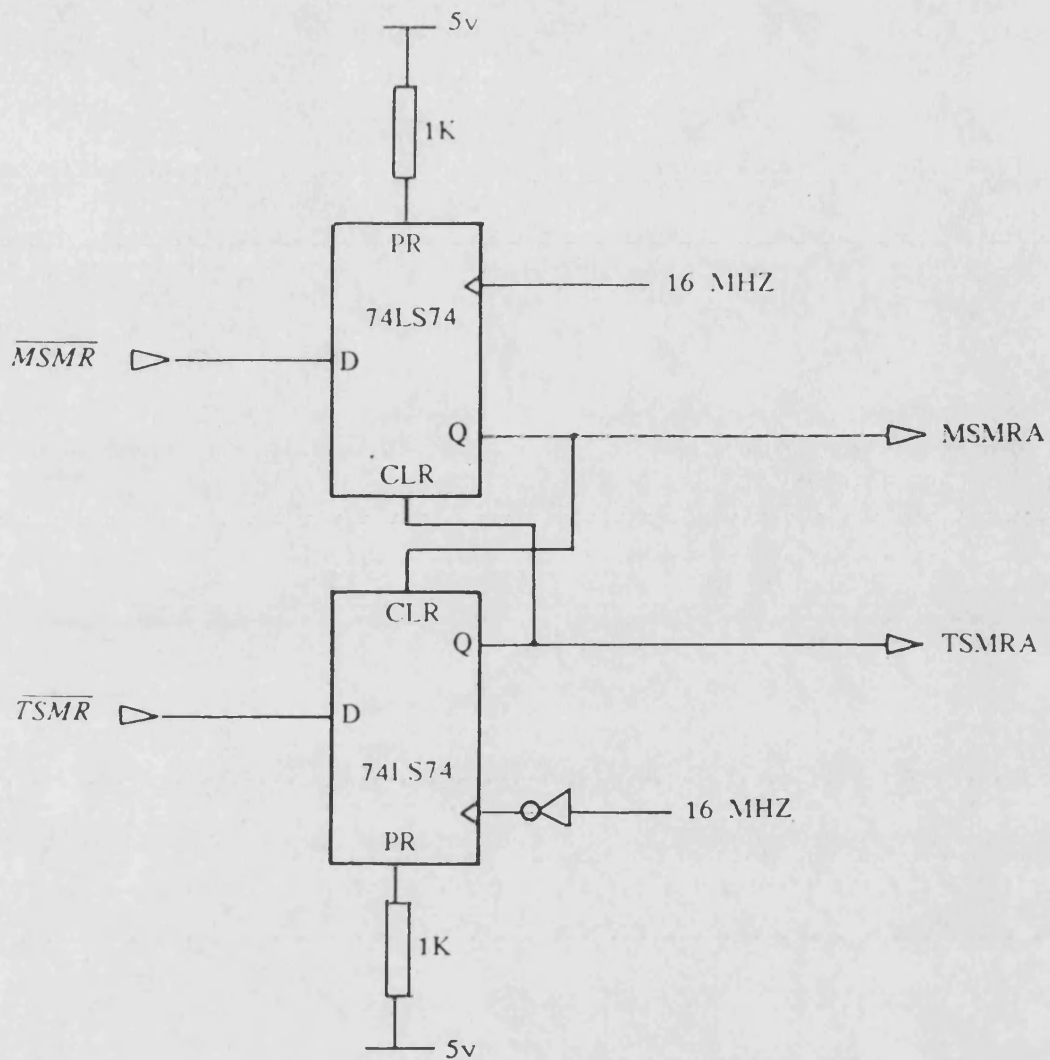 5v
1K
PR
16 MHZ
74LS74
MSMR
D
Q
MSMRA
CLR
CLR
Q
TSMRA
TSMR
D
74LS74
16 MHZ
PR
1K
5v